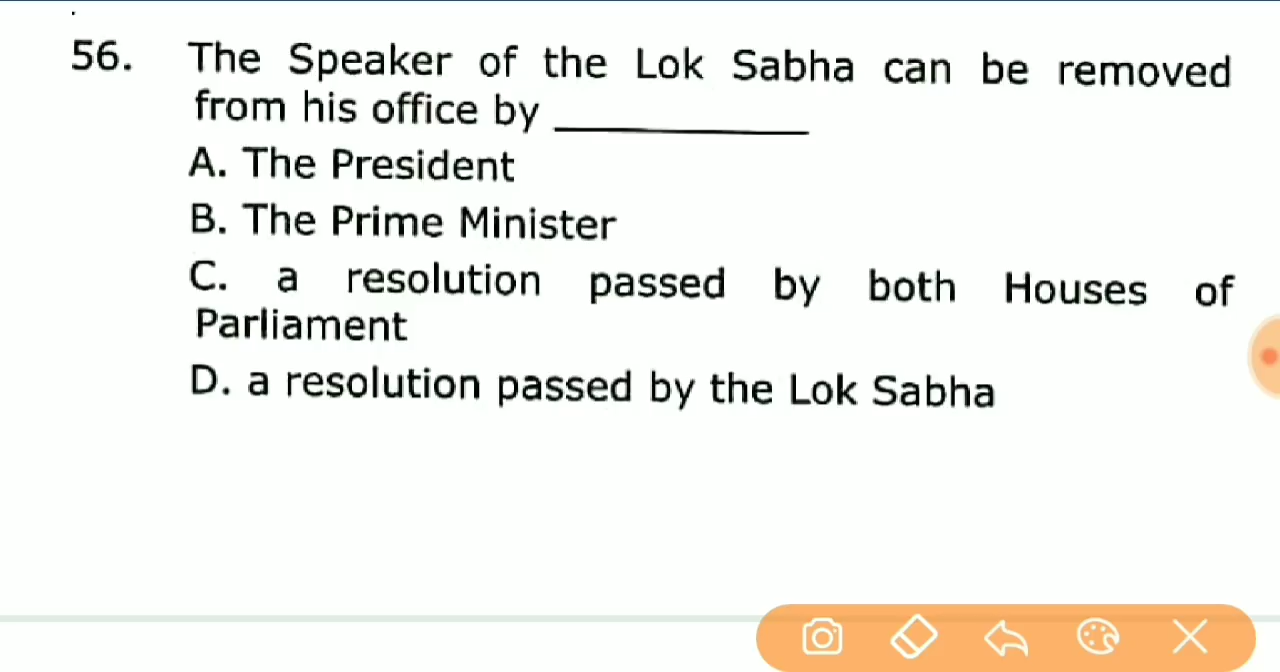 56. The Speaker of the Lok Sabha can be removed
from his office by ___________
A. The President
B. The Prime Minister
C. a resolution passed by both Houses of
Parliament
D. a resolution passed by the Lok Sabha